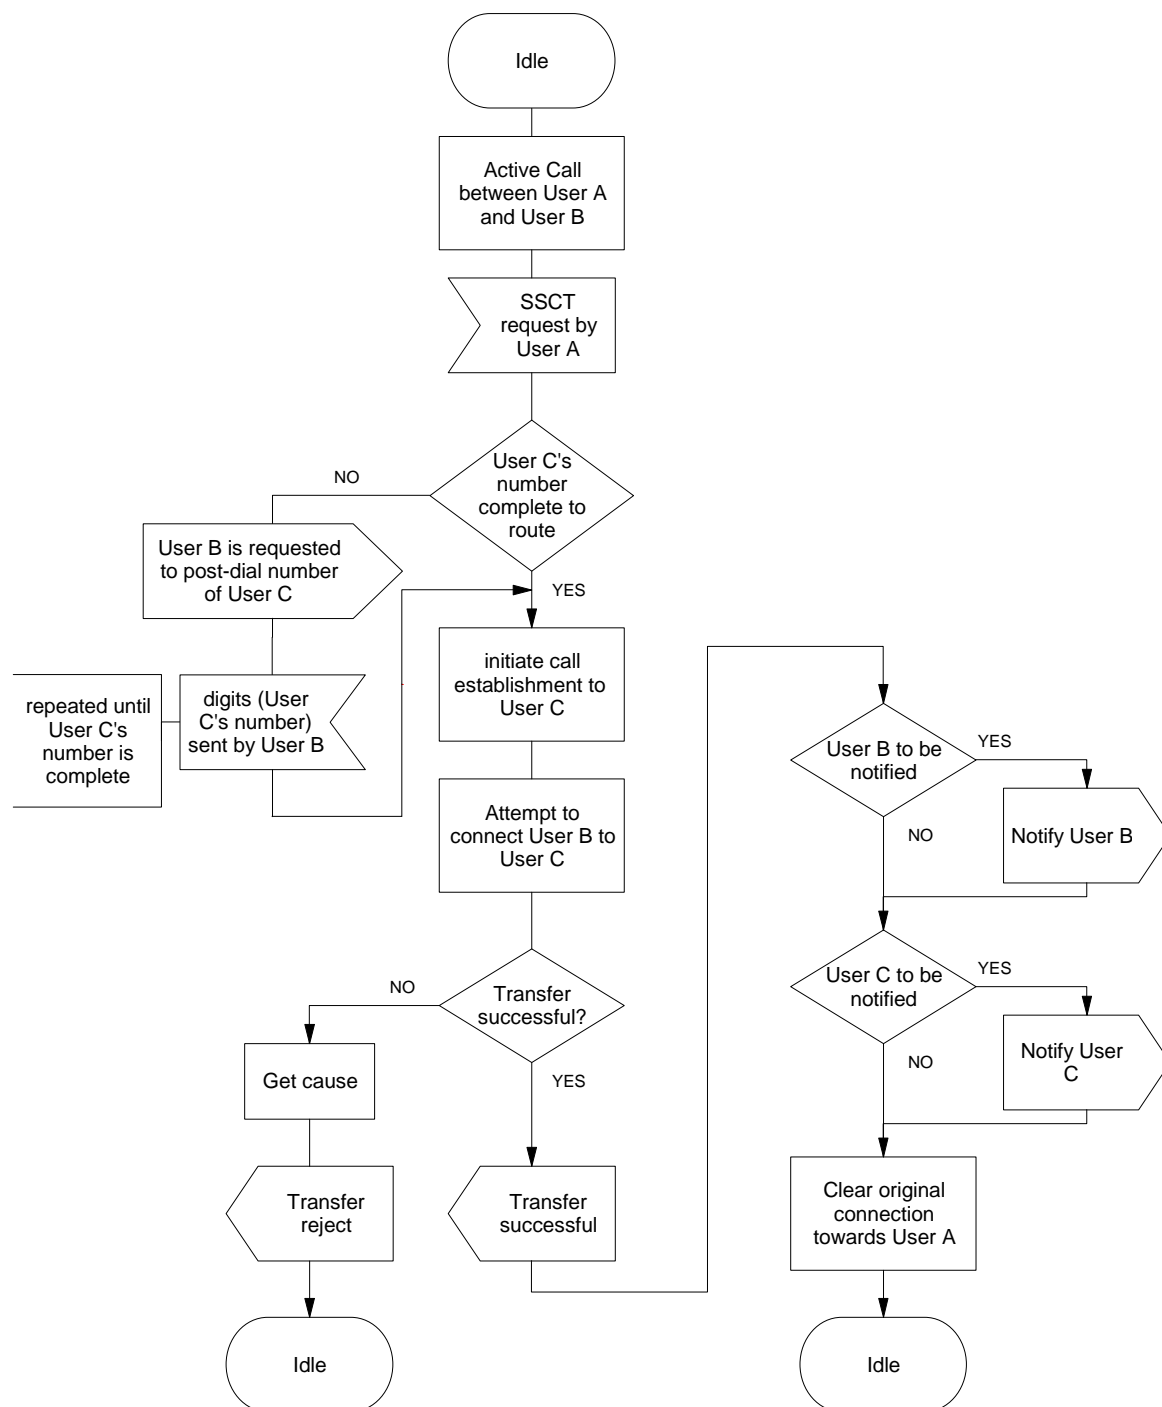 Idle
Active Call
between User A
and User B
SSCT
request by
User A
User C's
number
complete to
route
NO
YES
User B is requested
to post-dial number
of User C
digits (User
C's number)
sent by User B
repeated until
User C's
number is
complete
initiate call
establishment to
User C
Attempt to
connect User B to
User C
Transfer
successful?
NO
YES
Get cause
Transfer
reject
Idle
Transfer
successful
User B to be
notified
YES
NO
Notify User B
User C to be
notified
YES
NO
Notify User
C
Clear original
connection
towards User A
Idle